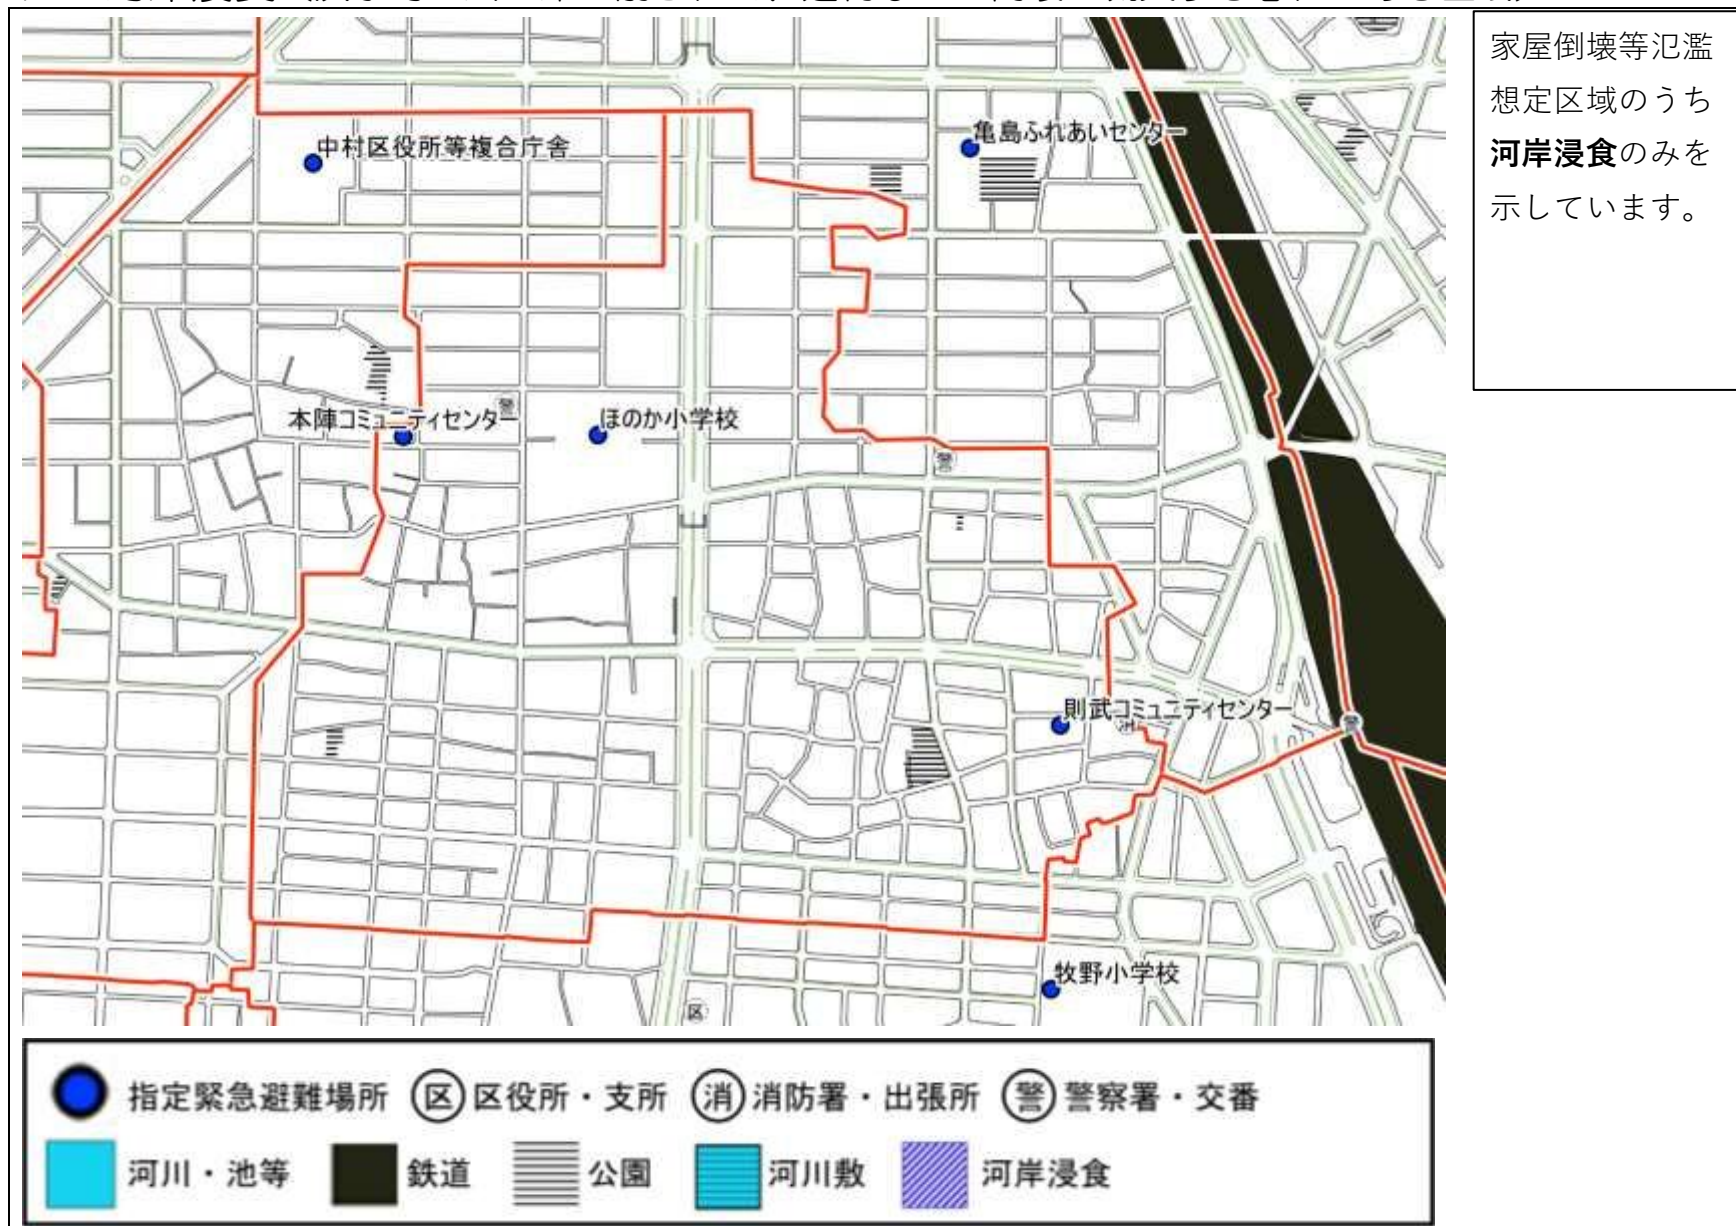 家屋倒壊等氾濫
想定区域のうち
河岸浸食のみを
示しています。
中村区役所等複合庁舎
亀島ふれあいセンター
本陣コミュニティセンター
警
ほのか小学校
警
則武コミュニティセンター
消
警
牧野小学校
区
指定緊急避難場所 区 区役所・支所 消 消防署・出張所 警 警察署・交番
河川・池等 鉄道 公園 河川敷 河岸浸食